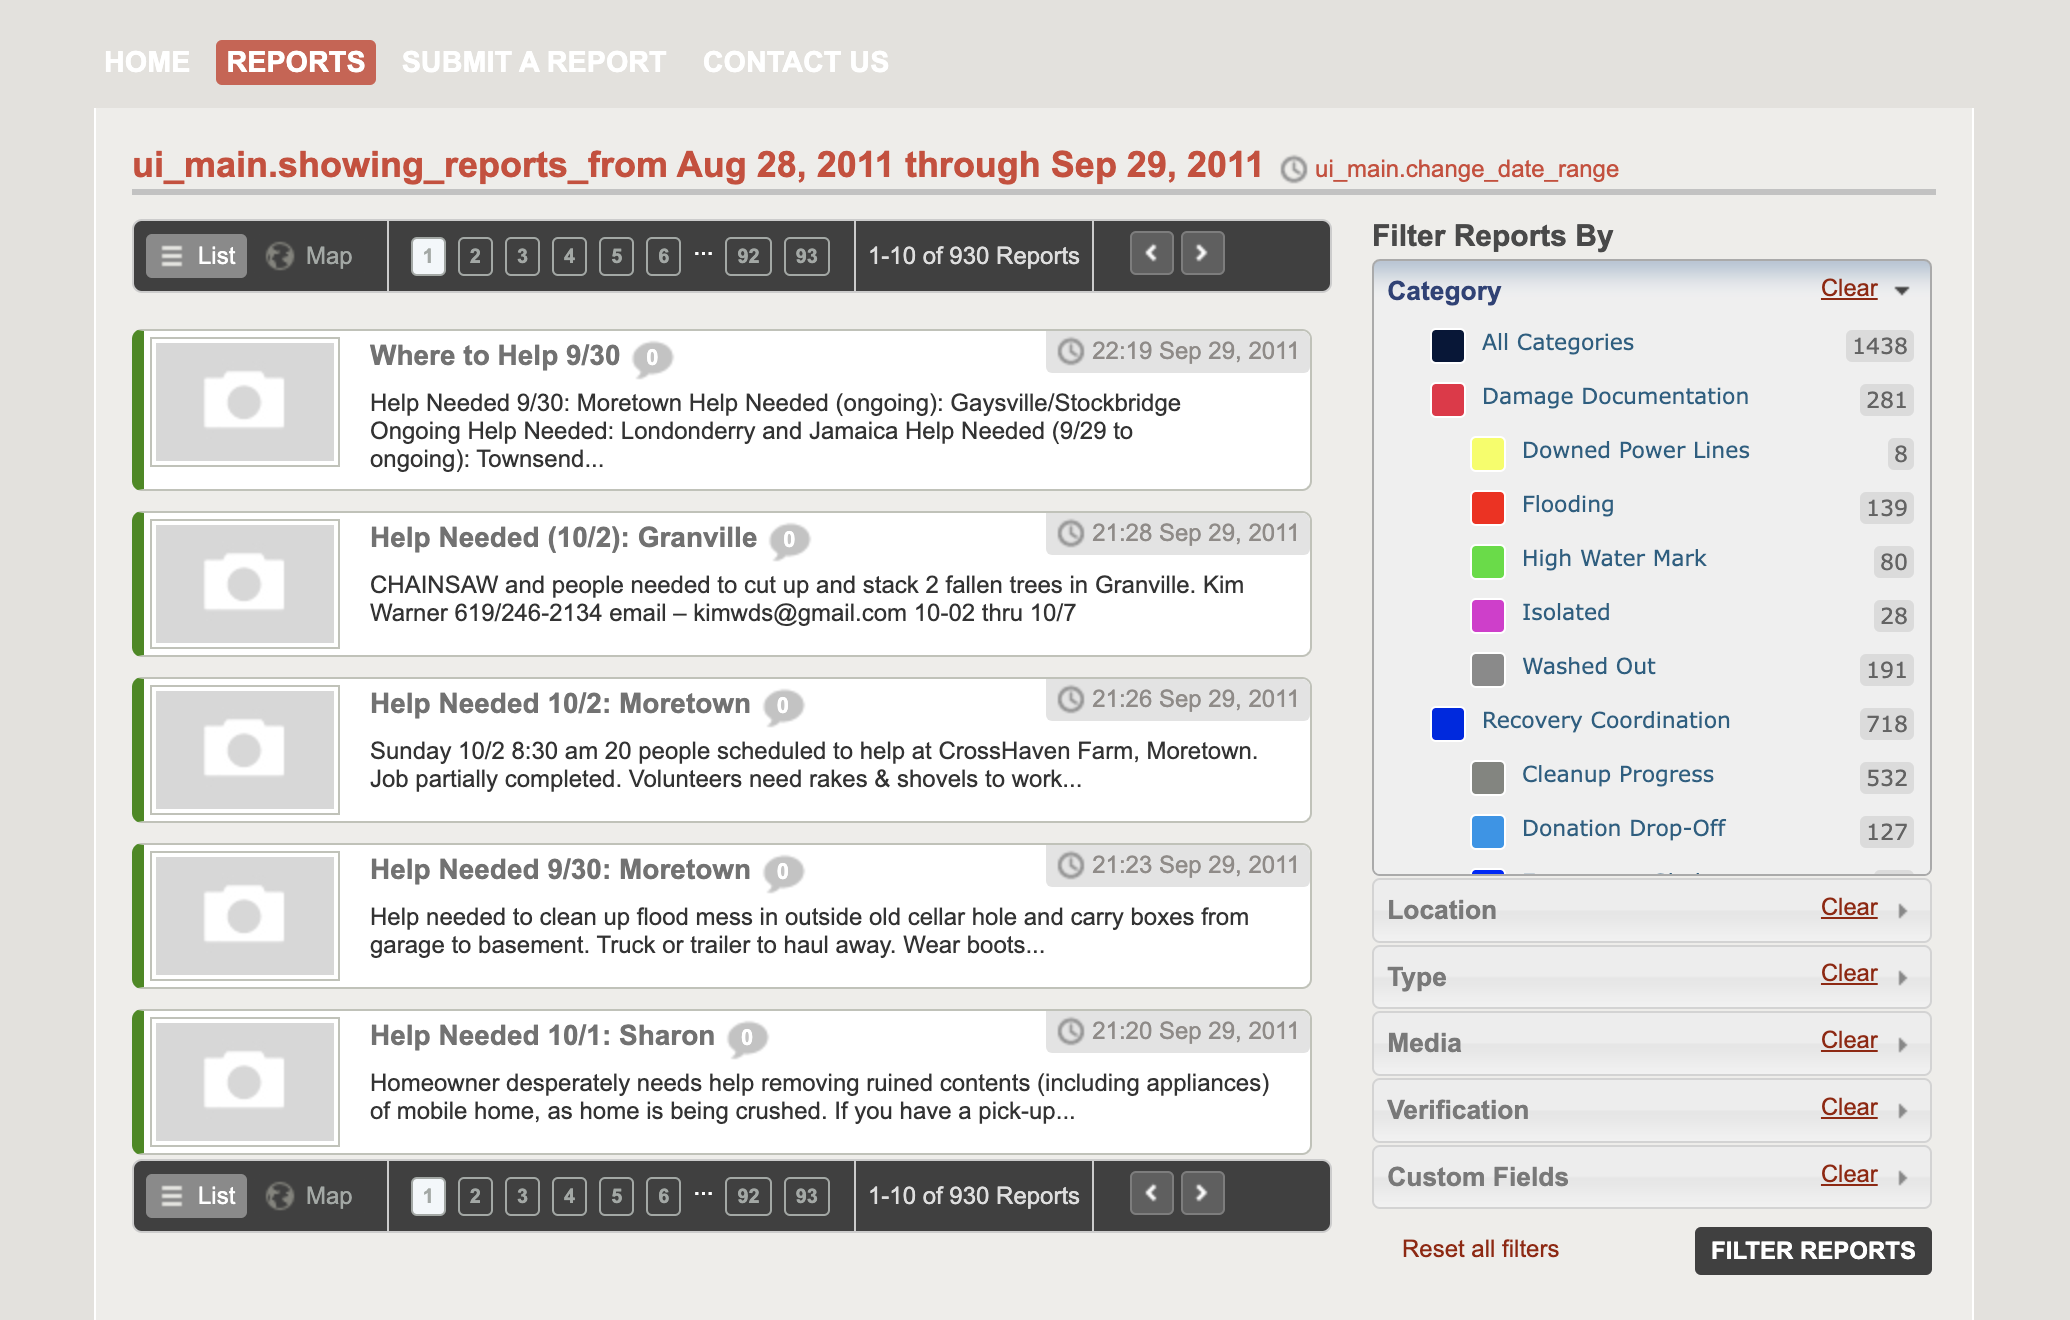 HOME REPORTS SUBMIT A REPORT CONTACT US
ui_main.showing_reports_from Aug 28, 2011 through Sep 29, 2011 ui_main.change_date_range
List Map 1 2 3 4 5 6 ... 92 93 1-10 of 930 Reports
Where to Help 9/30 0 22:19 Sep 29, 2011
Help Needed 9/30: Moretown Help Needed (ongoing): Gaysville/Stockbridge
Ongoing Help Needed: Londonderry and Jamaica Help Needed (9/29 to
ongoing): Townsend...
Help Needed (10/2): Granville 0 21:28 Sep 29, 2011
CHAINSAW and people needed to cut up and stack 2 fallen trees in Granville. Kim
Warner 619/246-2134 email – kimwds@gmail.com 10-02 thru 10/7
Help Needed 10/2: Moretown 0 21:26 Sep 29, 2011
Sunday 10/2 8:30 am 20 people scheduled to help at CrossHaven Farm, Moretown.
Job partially completed. Volunteers need rakes & shovels to work...
Help Needed 9/30: Moretown 0 21:23 Sep 29, 2011
Help needed to clean up flood mess in outside old cellar hole and carry boxes from
garage to basement. Truck or trailer to haul away. Wear boots...
Help Needed 10/1: Sharon 0 21:20 Sep 29, 2011
Homeowner desperately needs help removing ruined contents (including appliances)
of mobile home, as home is being crushed. If you have a pick-up...
List Map 1 2 3 4 5 6 ... 92 93 1-10 of 930 Reports
Filter Reports By
Category Clear
All Categories 1438
Damage Documentation 281
Downed Power Lines 8
Flooding 139
High Water Mark 80
Isolated 28
Washed Out 191
Recovery Coordination 718
Cleanup Progress 532
Donation Drop-Off 127
Location Clear
Type Clear
Media Clear
Verification Clear
Custom Fields Clear
Reset all filters FILTER REPORTS